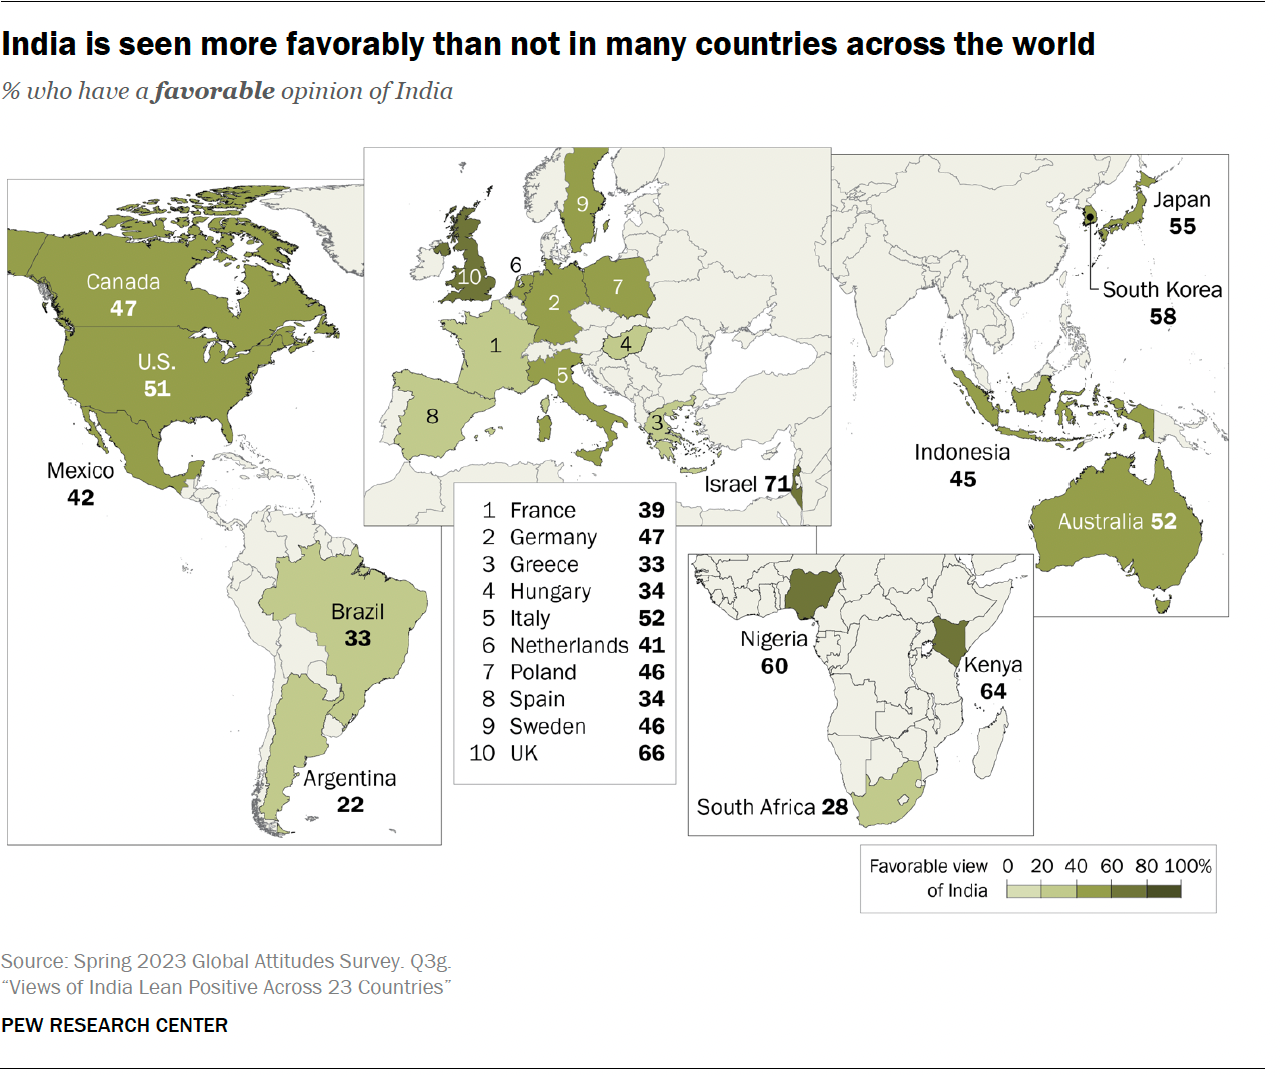 India is seen more favorably than not in many countries across the world
% who have a favorable opinion of India
Canada
47
U.S.
51
Mexico
42
Brazil
33
Argentina
22
9
10
6
2
7
1
4
5
8
3
Israel 71
1 France 39
2 Germany 47
3 Greece 33
4 Hungary 34
5 Italy 52
6 Netherlands 41
7 Poland 46
8 Spain 34
9 Sweden 46
10 UK 66
Japan
55
South Korea
58
Indonesia
45
Australia 52
Nigeria
60
Kenya
64
South Africa 28
Favorable view
of India
0 20 40 60 80 100%
Source: Spring 2023 Global Attitudes Survey. Q3g.
“Views of India Lean Positive Across 23 Countries”
PEW RESEARCH CENTER